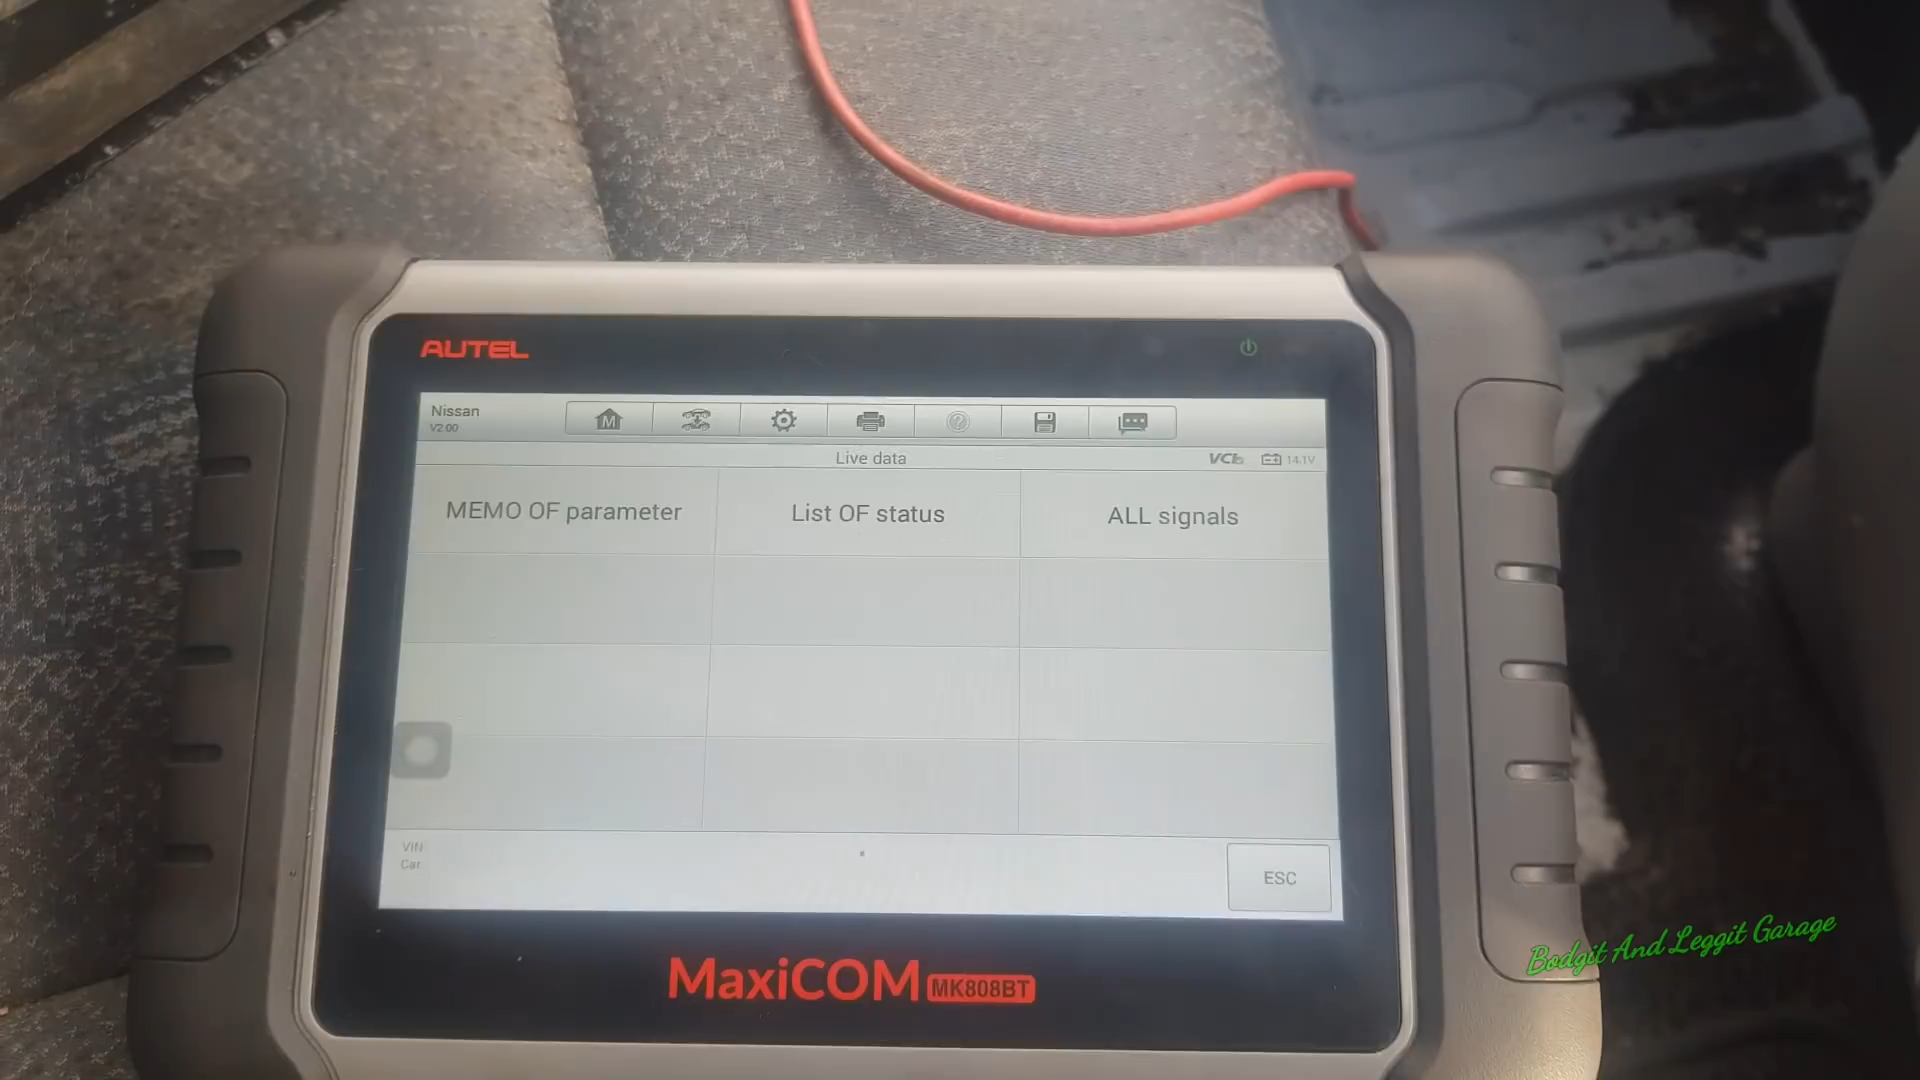 AUTEL
Nissan
V2.00
M
?
Live data
VCI
14.1V
MEMO OF parameter
List OF status
ALL signals
VIN
Car
ESC
MaxiCOM MK808BT
Bodgit And Leggit Garage